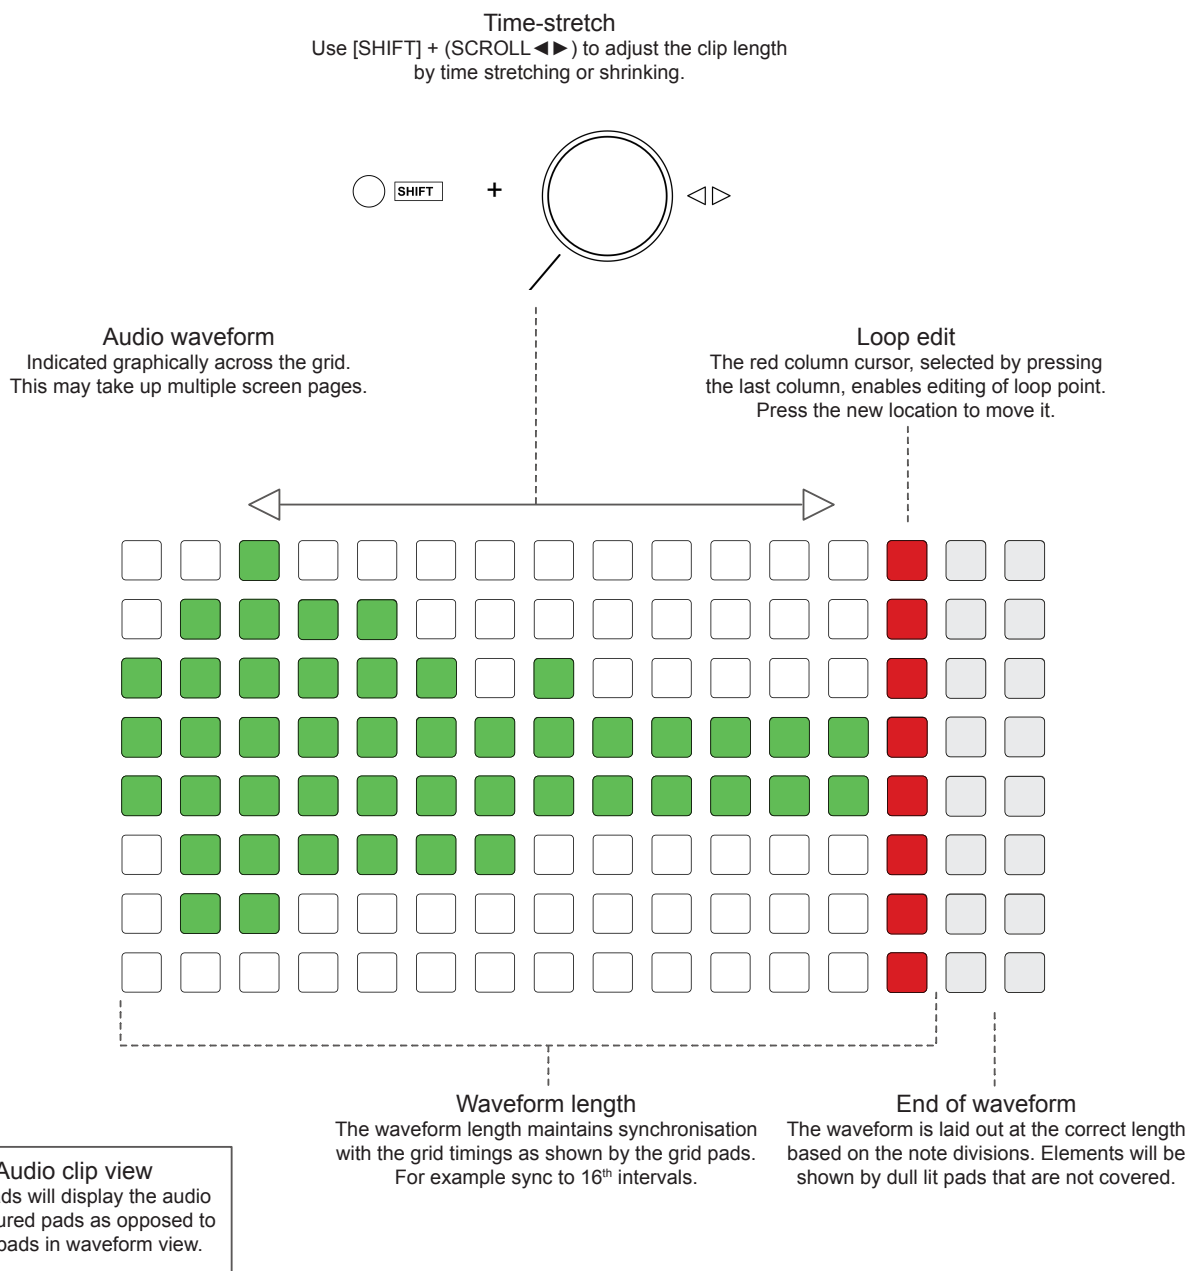 Time-stretch
Use [SHIFT] + (SCROLL◄►) to adjust the clip length
by time stretching or shrinking.
SHIFT
+
Audio waveform
Indicated graphically across the grid.
This may take up multiple screen pages.
Loop edit
The red column cursor, selected by pressing
the last column, enables editing of loop point.
Press the new location to move it.
Waveform length
The waveform length maintains synchronisation
with the grid timings as shown by the grid pads.
For example sync to 16th intervals.
End of waveform
The waveform is laid out at the correct length
based on the note divisions. Elements will be
shown by dull lit pads that are not covered.
Audio clip view
will display the audio
pads as opposed to
pads in waveform view.